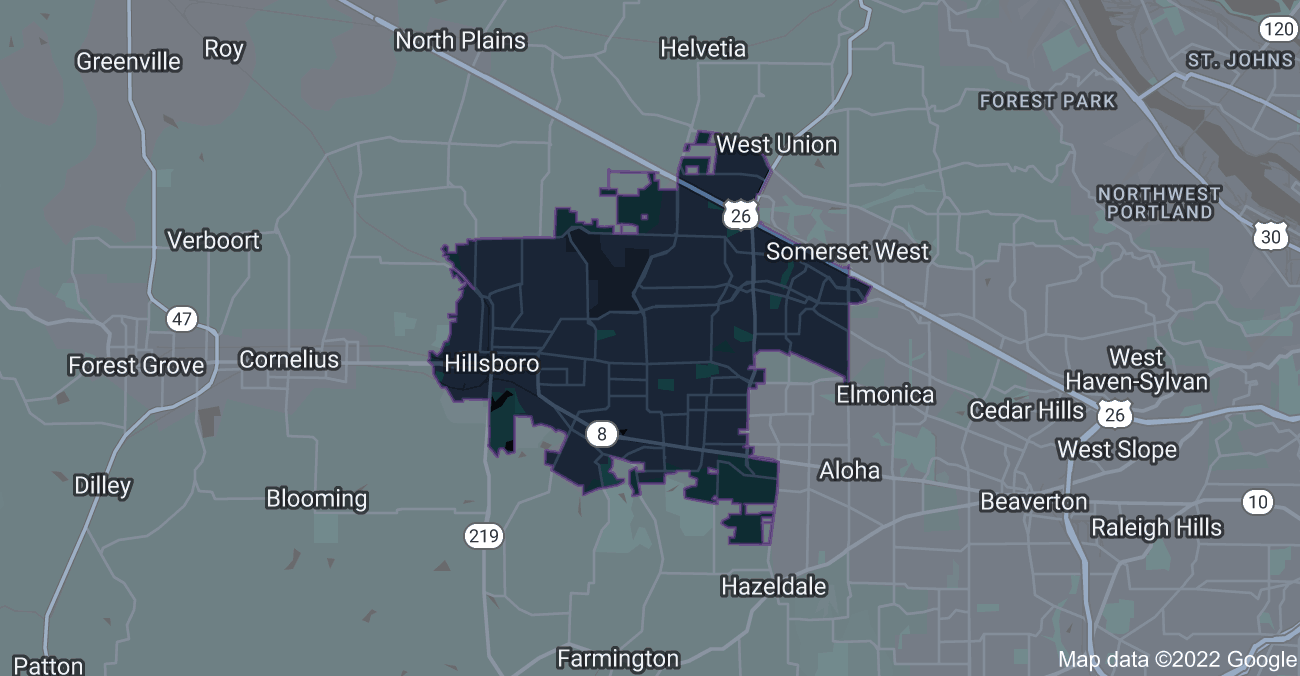 120
Roy
North Plains
Helvetia
Greenville
ST. JOHNS
FOREST PARK
West Union
NORTHWEST
PORTLAND
26
30
Verboort
Somerset West
47
Forest Grove
Cornelius
Hillsboro
West
Haven-Sylvan
Elmonica
Cedar Hills
26
8
West Slope
Aloha
Dilley
Blooming
Beaverton
10
Raleigh Hills
219
Hazeldale
Farmington
Patton
Map data ©2022 Google